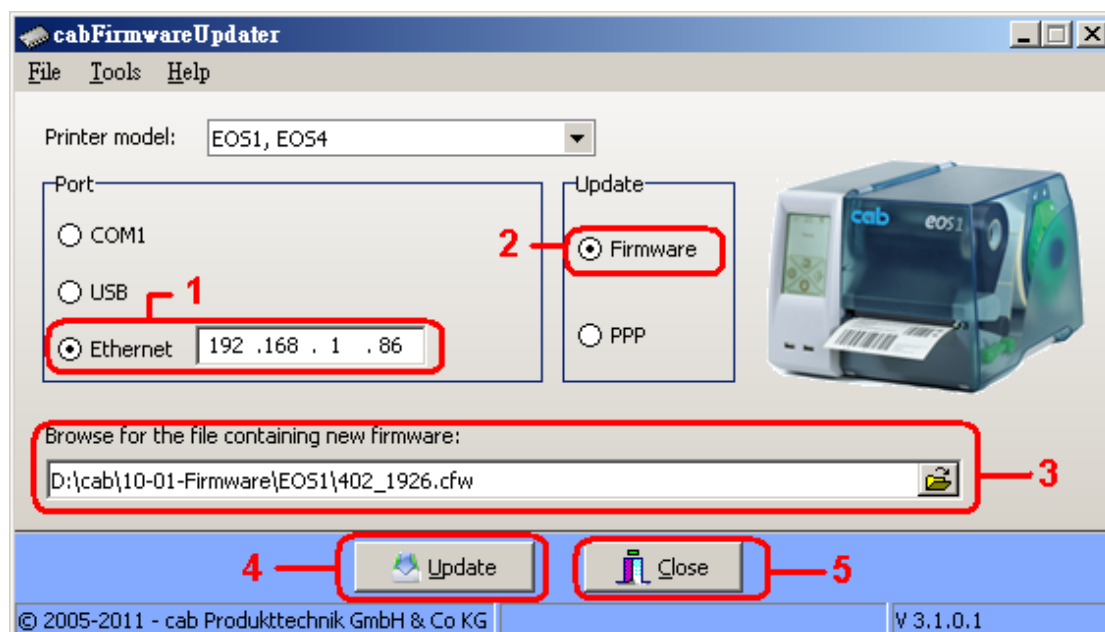 cabFirmwareUpdater
File Tools Help
Printer model: EOS1, EOS4
Port
COM1
USB
1
Ethernet 192 .168 . 1 .86
Update
2
Firmware
PPP
cab eos1
Browse for the file containing new firmware:
D:\cab\10-01-Firmware\EOS1\402_1926.cfw
3
4
Update
Close
5
© 2005-2011 - cab Produkttechnik GmbH & Co KG
V 3.1.0.1